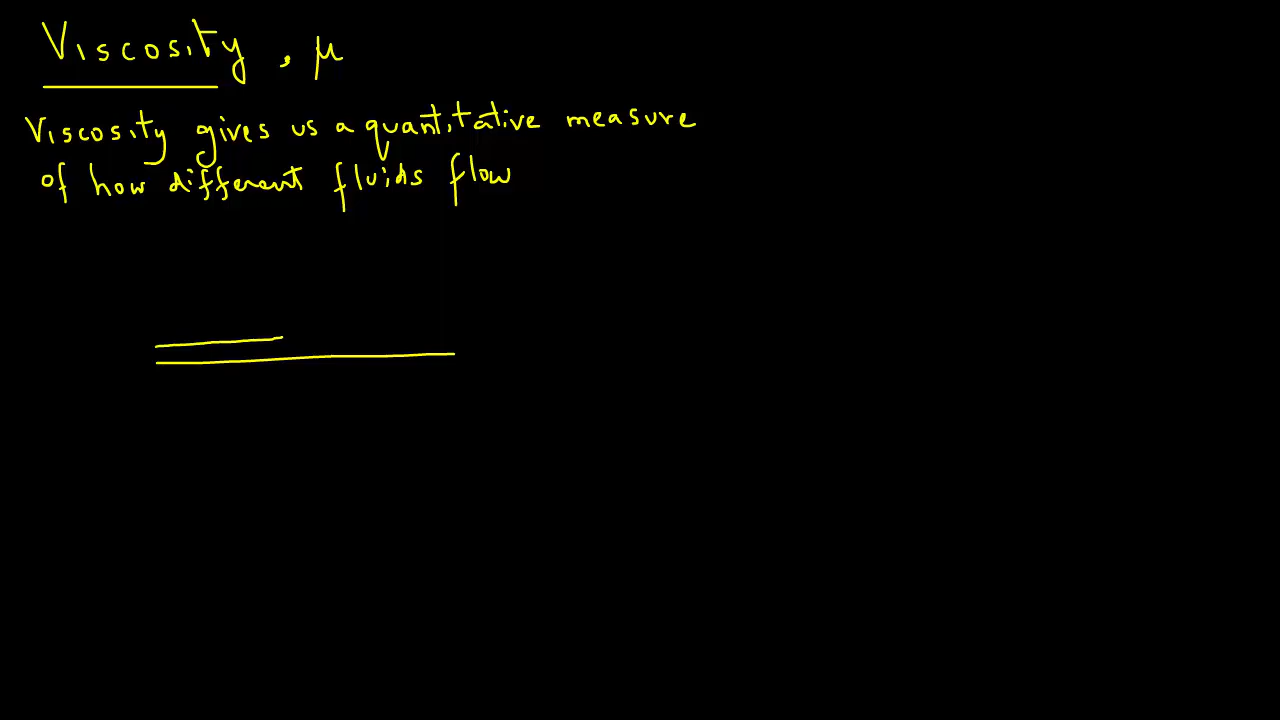 Viscosity, μ
Viscosity gives us a quantitative measure
of how different fluids flow